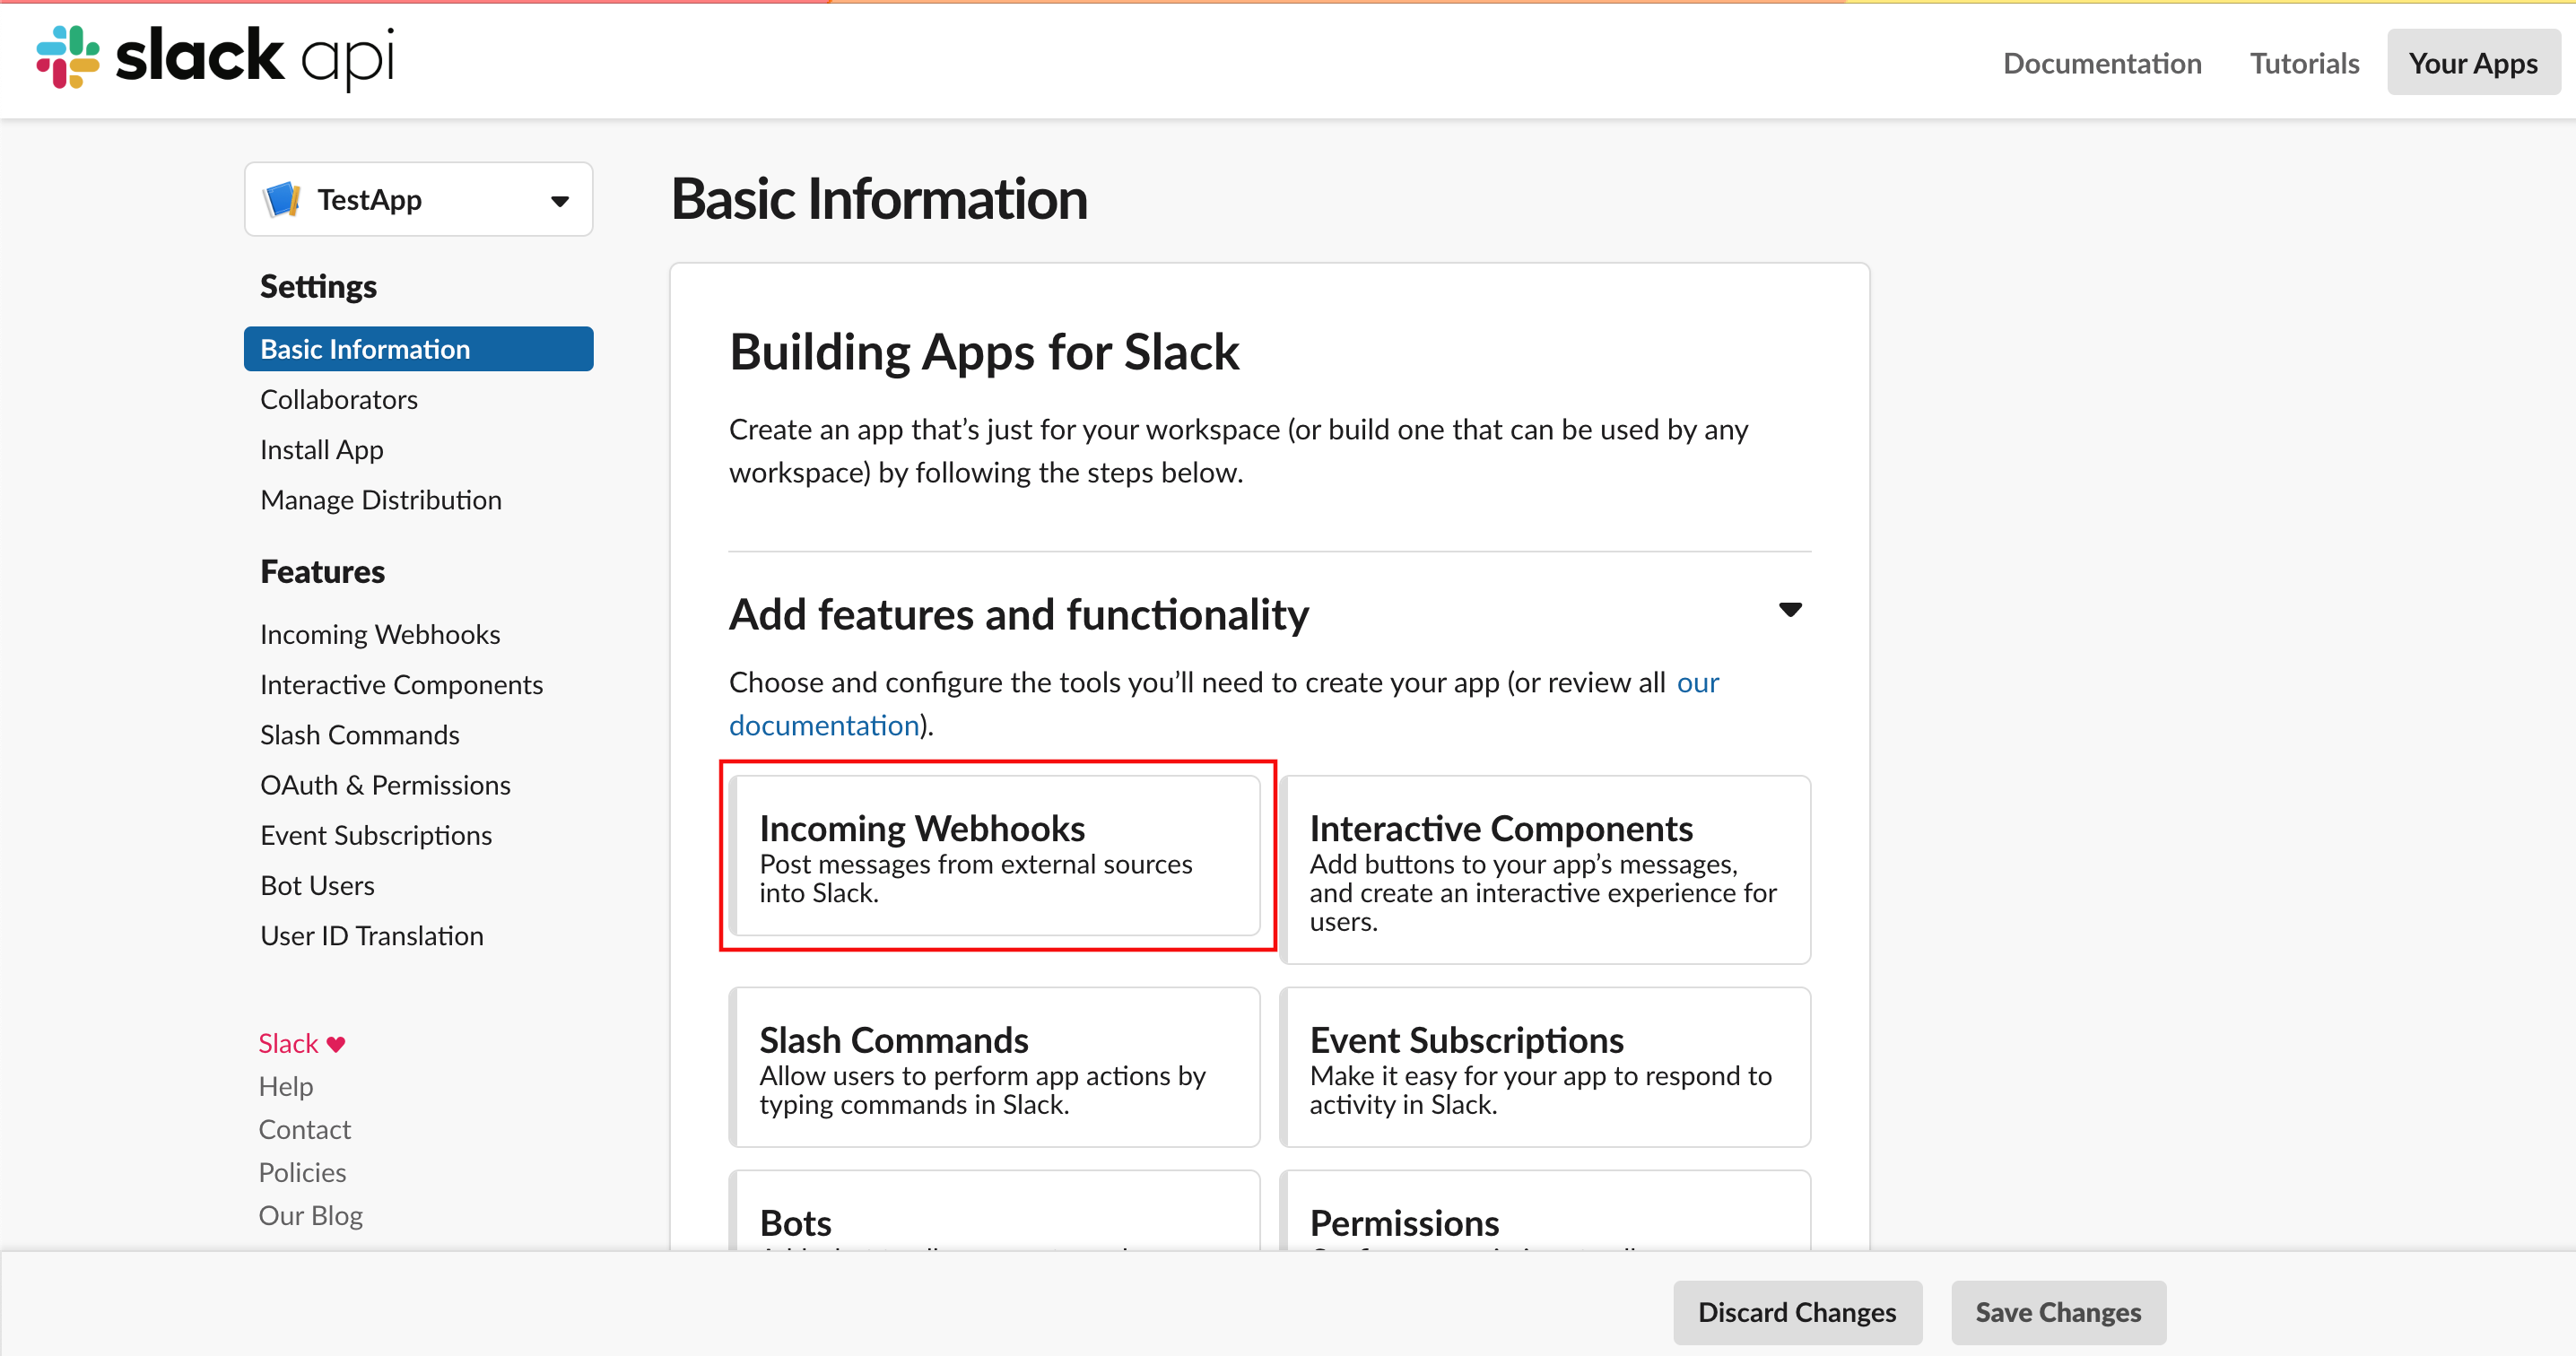 slack api
Documentation
Tutorials
Your Apps
TestApp
Settings
Basic Information
Collaborators
Install App
Manage Distribution
Features
Incoming Webhooks
Interactive Components
Slash Commands
OAuth & Permissions
Event Subscriptions
Bot Users
User ID Translation
Slack
Help
Contact
Policies
Our Blog
Basic Information
Building Apps for Slack
Create an app that’s just for your workspace (or build one that can be used by any
workspace) by following the steps below.
Add features and functionality
Choose and configure the tools you’ll need to create your app (or review all our
documentation).
Incoming Webhooks
Post messages from external sources
into Slack.
Interactive Components
Add buttons to your app’s messages,
and create an interactive experience for
users.
Slash Commands
Allow users to perform app actions by
typing commands in Slack.
Event Subscriptions
Make it easy for your app to respond to
activity in Slack.
Bots
Permissions
Discard Changes
Save Changes